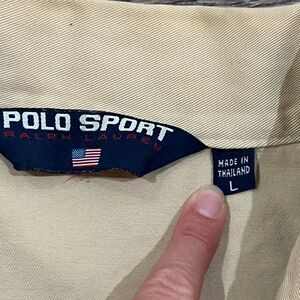 POLO SPORT
RALPH LAUREN
MADE IN
THAILAND
L